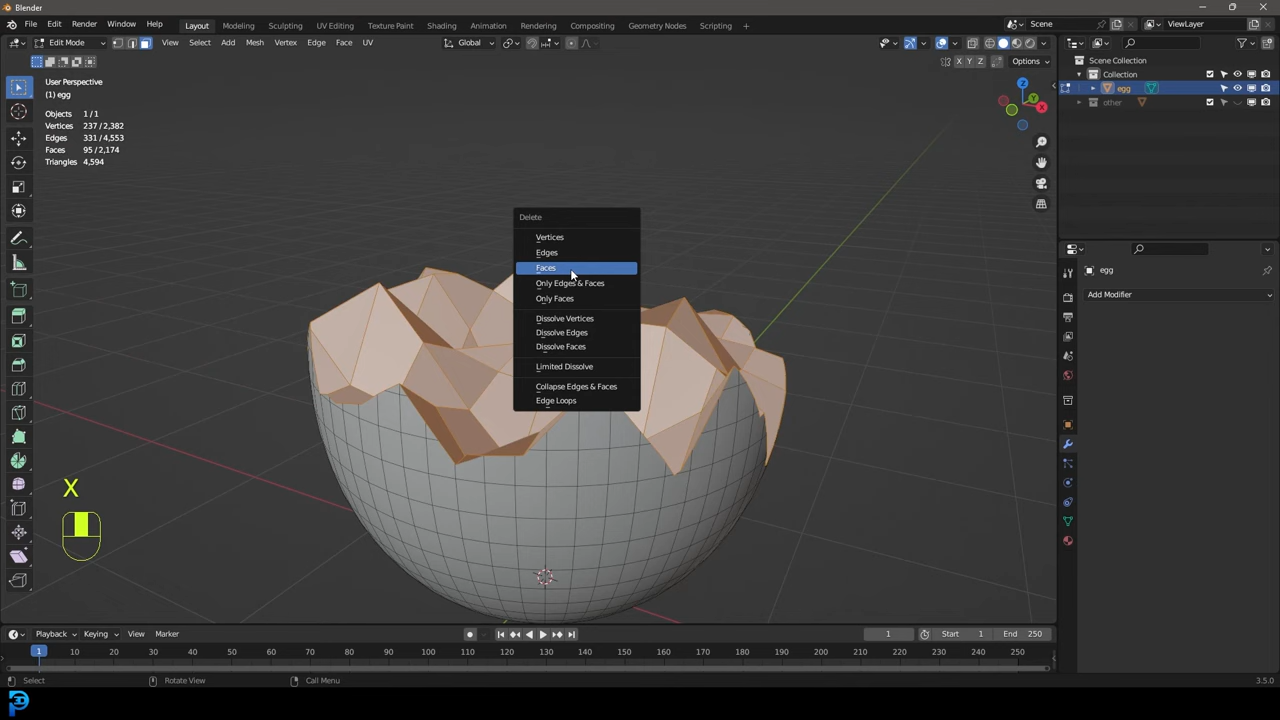 Blender
File Edit Render Window Help Layout Modeling Sculpting UV Editing Texture Paint Shading Animation Rendering Compositing Geometry Nodes Scripting + Scene ViewLayer
Edit Mode View Select Add Mesh Vertex Edge Face UV Global
X Y Z Options
User Perspective
(1) egg
Objects 1 / 1
Vertices 237 / 2,382
Edges 331 / 4,553
Faces 95 / 2,174
Triangles 4,594
Z
Y
X
Scene Collection
Collection
egg
other
egg
Add Modifier
Delete
Vertices
Edges
Faces
Only Edges & Faces
Only Faces
Dissolve Vertices
Dissolve Edges
Dissolve Faces
Limited Dissolve
Collapse Edges & Faces
Edge Loops
X
Playback Keying View Marker 1 Start 1 End 250
1 10 20 30 40 50 60 70 80 90 100 110 120 130 140 150 160 170 180 190 200 210 220 230 240 250
Select Rotate View Call Menu 3.5.0